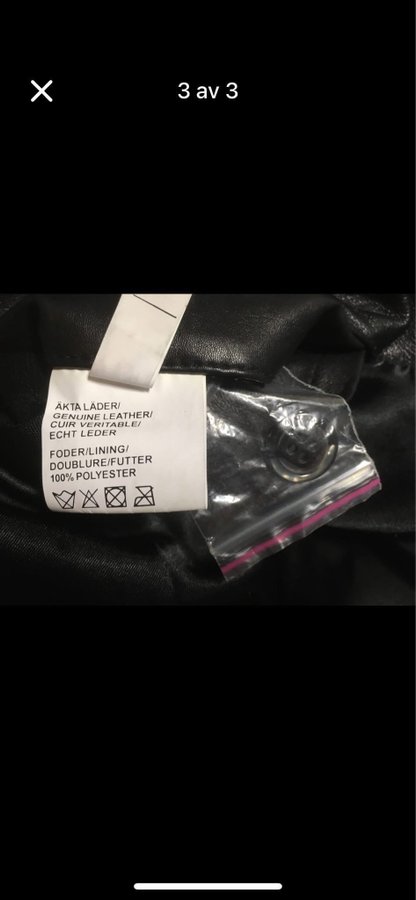 3 av 3
ÄKTA LÄDER/
GENUINE LEATHER/
CUIR VERITABLE/
ECHT LEDER
FODER/LINING/
DOUBLURE/FUTTER
100% POLYESTER